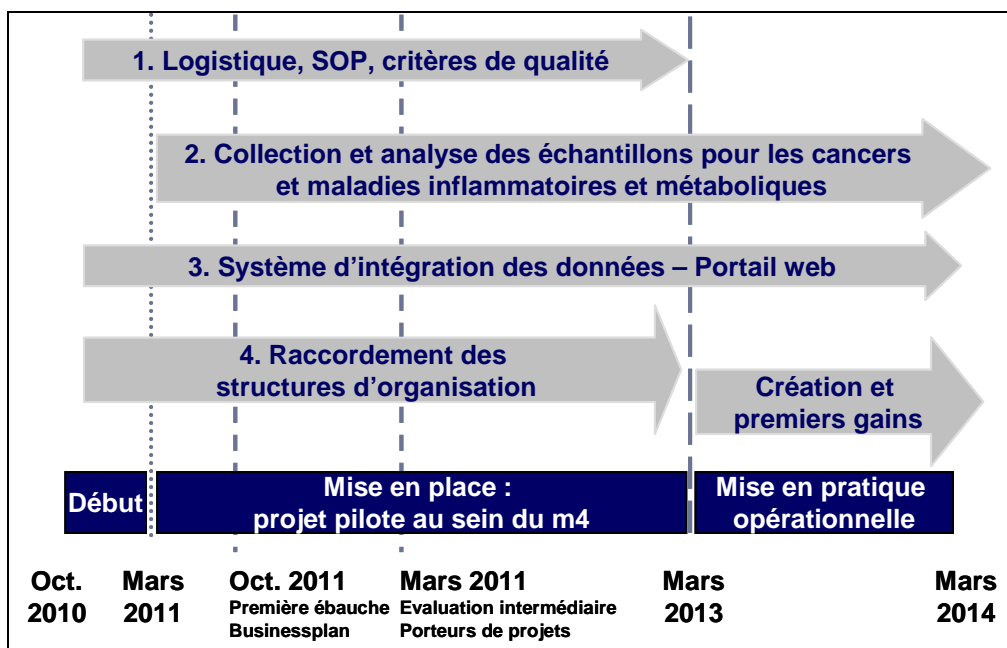 1. Logistique, SOP, critères de qualité
2. Collection et analyse des échantillons pour les cancers
et maladies inflammatoires et métaboliques
3. Système d'intégration des données – Portail web
4. Raccordement des
structures d'organisation
Création et
premiers gains
Début
Mise en place :
projet pilote au sein du m4
Mise en pratique
opérationnelle
Oct.
2010
Mars
2011
Oct. 2011
Première ébauche
Businessplan
Mars 2011
Evaluation intermédiaire
Porteurs de projets
Mars
2013
Mars
2014